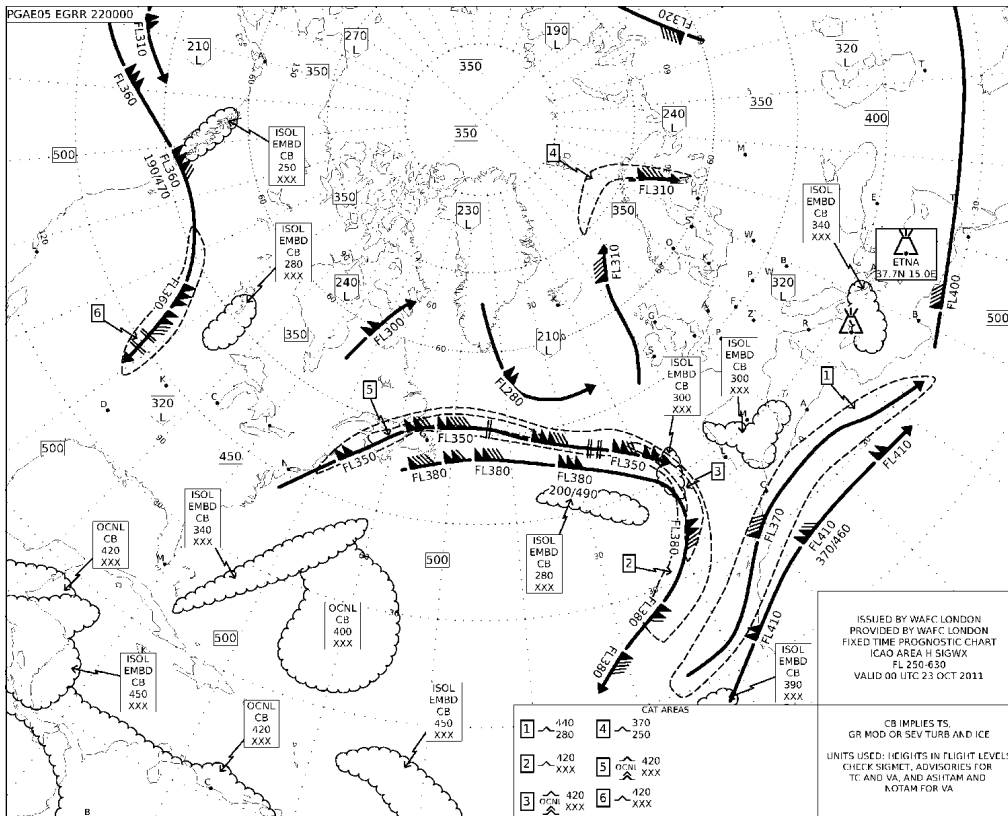 PGAE05 EGRR 220000
FL310
210
L
270
L
190
L
FL320
320
L
T
FL360
350
350
350
400
ISOL
EMBD
CB
250
XXX
240
L
M
500
FL360
190/470
4
FL310
350
230
L
350
ISOL
EMBD
CB
340
XXX
E
ISOL
EMBD
CB
280
XXX
ETNA
37.7N 15.0E
FL310
320
L
240
L
FL360
FL400
6
350
FL300
210
L
500
ISOL
EMBD
CB
300
XXX
ISOL
EMBD
CB
300
XXX
K
D
320
L
C
FL280
5
1
500
450
FL350
FL350
FL350
FL410
FL380
FL380
FL380
200/490
3
ISOL
EMBD
CB
340
XXX
OCNL
CB
420
XXX
FL380
FL370
FL410
370/460
M
500
ISOL
EMBD
CB
280
XXX
2
OCNL
CB
400
XXX
500
FL380
FL410
FL380
K
ISOL
EMBD
CB
450
XXX
ISOL
EMBD
CB
390
XXX
OCNL
CB
420
XXX
ISOL
EMBD
CB
450
XXX
C
B
ISSUED BY WAFC LONDON
PROVIDED BY WAFC LONDON
FIXED TIME PROGNOSTIC CHART
ICAO AREA H SIGWX
FL 250-630
VALID 00 UTC 23 OCT 2011
CAT AREAS
1 440
280
4 370
250
2 420
XXX
5 OCNL 420
XXX
3 OCNL 420
XXX
6 420
XXX
CB IMPLIES TS,
GR MOD OR SEV TURB AND ICE
UNITS USED: HEIGHTS IN FLIGHT LEVELS
CHECK SIGMET, ADVISORIES FOR
TC AND VA, AND ASHTAM AND
NOTAM FOR VA